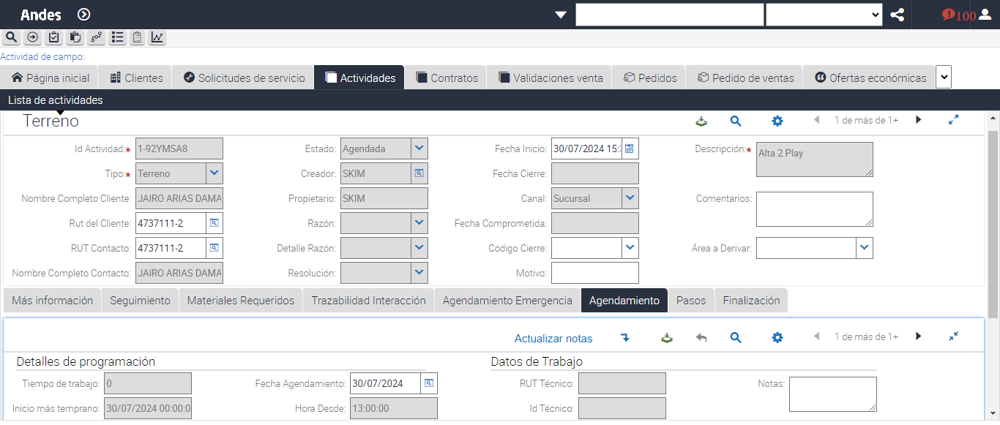 Andes
100
Actividad de campo:
Página inicial Clientes Solicitudes de servicio Actividades Contratos Validaciones venta Pedidos Pedido de ventas Ofertas económicas
Lista de actividades
Terreno
1 de más de 1+
Id Actividad:* 1-92YMSA8 Estado: Agendada Fecha Inicio: 30/07/2024 15: Descripción:* Alta 2 Play
Tipo:* Terreno Creador: SKIM Fecha Cierre:
Nombre Completo Cliente: JAIRO ARIAS DAMA Propietario: SKIM Canal: Sucursal Comentarios:
Rut del Cliente: 4737111-2 Razón: Fecha Comprometida:
RUT Contacto: 4737111-2 Detalle Razón: Código Cierre: Área a Derivar:
Nombre Completo Contacto: JAIRO ARIAS DAMA Resolución: Motivo:
Más información Seguimiento Materiales Requeridos Trazabilidad Interacción Agendamiento Emergencia Agendamiento Pasos Finalización
Actualizar notas 1 de más de 1+
Detalles de programación Datos de Trabajo
Tiempo de trabajo: 0 Fecha Agendamiento: 30/07/2024 RUT Técnico: Notas:
Inicio más temprano: 30/07/2024 00:00:0 Hora Desde: 13:00:00 Id Técnico: